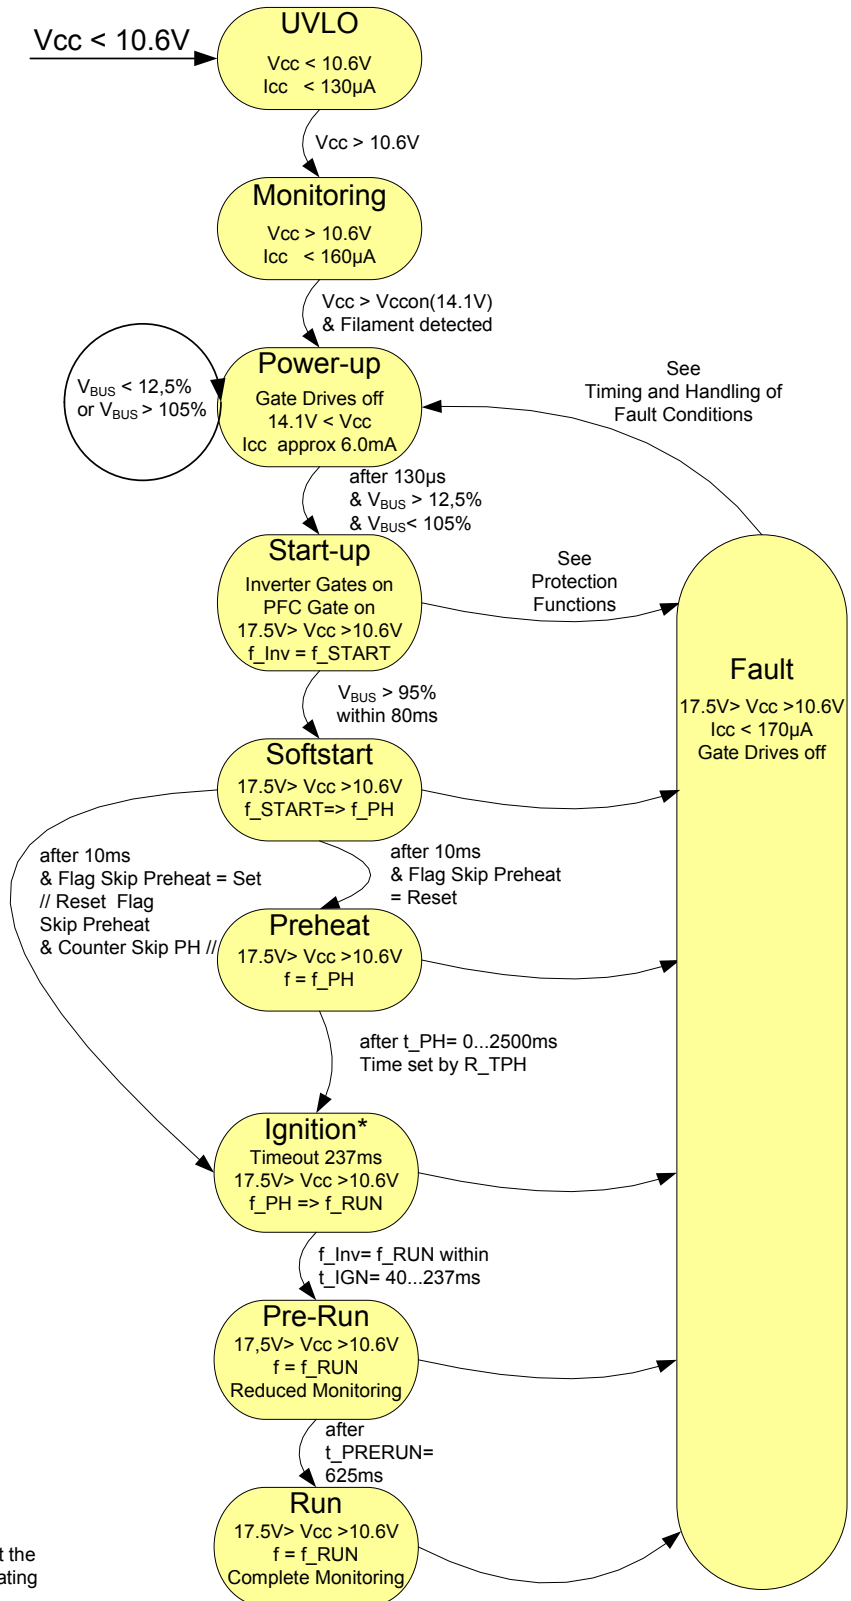 Vcc < 10.6V
UVLO
Vcc < 10.6V
Icc < 130µA
Vcc > 10.6V
Monitoring
Vcc > 10.6V
Icc < 160µA
Vcc > Vccon(14.1V)
& Filament detected
V_BUS < 12,5%
or V_BUS > 105%
Power-up
Gate Drives off
14.1V < Vcc
Icc approx 6.0mA
See
Timing and Handling of
Fault Conditions
after 130µs
& V_BUS > 12,5%
& V_BUS< 105%
Start-up
Inverter Gates on
PFC Gate on
17.5V> Vcc >10.6V
f_Inv = f_START
See
Protection
Functions
Fault
17.5V> Vcc >10.6V
Icc < 170µA
Gate Drives off
V_BUS > 95%
within 80ms
Softstart
17.5V> Vcc >10.6V
f_START=> f_PH
after 10ms
& Flag Skip Preheat = Set
// Reset Flag
Skip Preheat
& Counter Skip PH //
after 10ms
& Flag Skip Preheat
= Reset
Preheat
17.5V> Vcc >10.6V
f = f_PH
after t_PH= 0...2500ms
Time set by R_TPH
Ignition*
Timeout 237ms
17.5V> Vcc >10.6V
f_PH => f_RUN
f_Inv= f_RUN within
t_IGN= 40...237ms
Pre-Run
17,5V> Vcc >10.6V
f = f_RUN
Reduced Monitoring
after
t_PRERUN=
625ms
Run
17.5V> Vcc >10.6V
f = f_RUN
Complete Monitoring
t the
ating